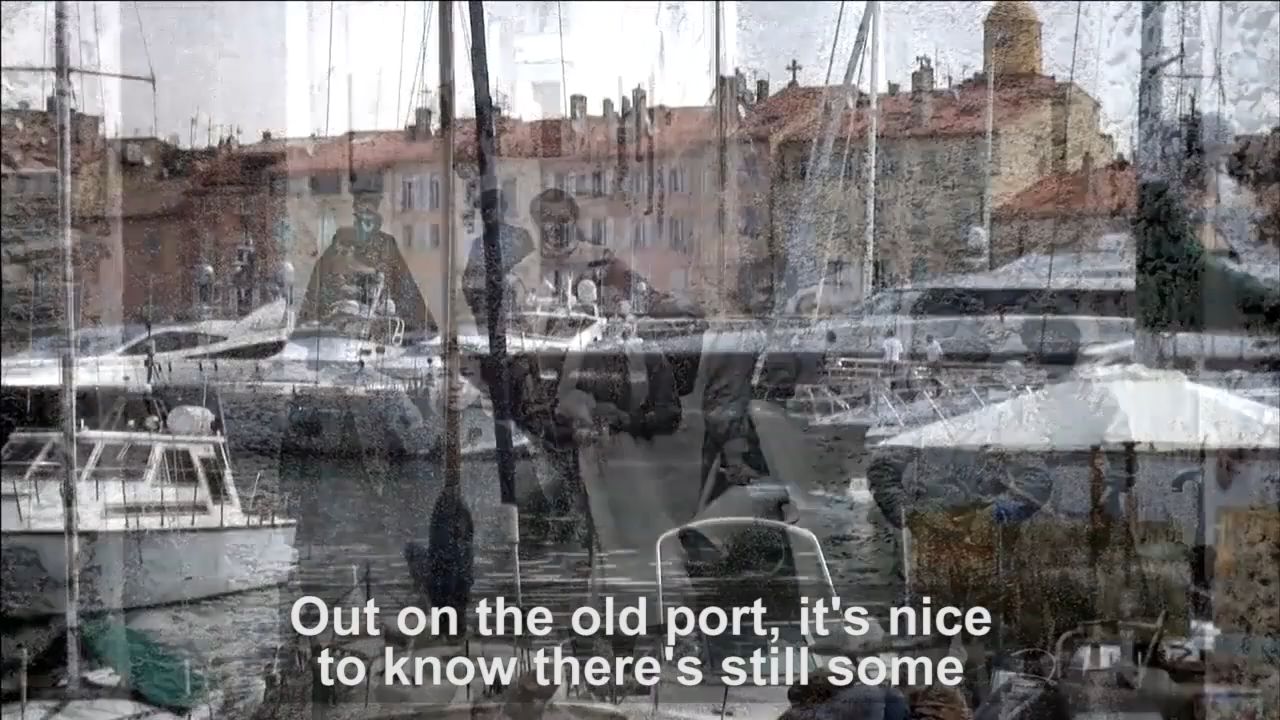 Out on the old port, it's nice
to know there's still some